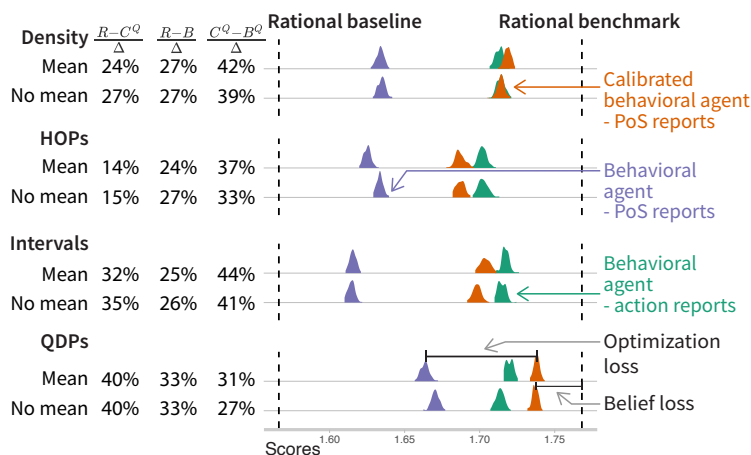 Rational baseline Rational benchmark
Density R−C^Q/Δ R−B/Δ C^Q−B^Q/Δ
Mean 24% 27% 42%
No mean 27% 27% 39%
Calibrated
behavioral agent
- PoS reports
HOPs
Mean 14% 24% 37%
No mean 15% 27% 33%
Behavioral
agent
- PoS reports
Intervals
Mean 32% 25% 44%
No mean 35% 26% 41%
Behavioral
agent
- action reports
QDPs
Mean 40% 33% 31%
No mean 40% 33% 27%
Optimization
loss
Belief loss
1.60 1.65 1.70 1.75
Scores